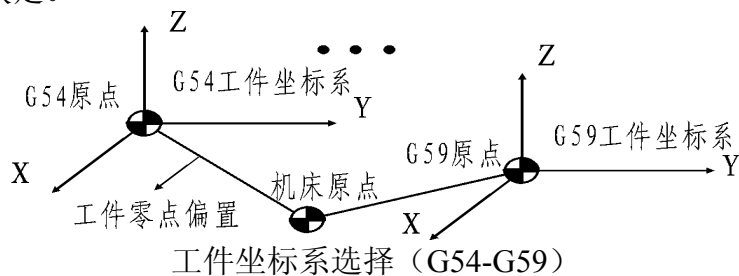 Z
G54原点
G54工件坐标系
Y
X
工件零点偏置
机床原点
Z
G59原点
G59工件坐标系
Y
X
工件坐标系选择（G54-G59）